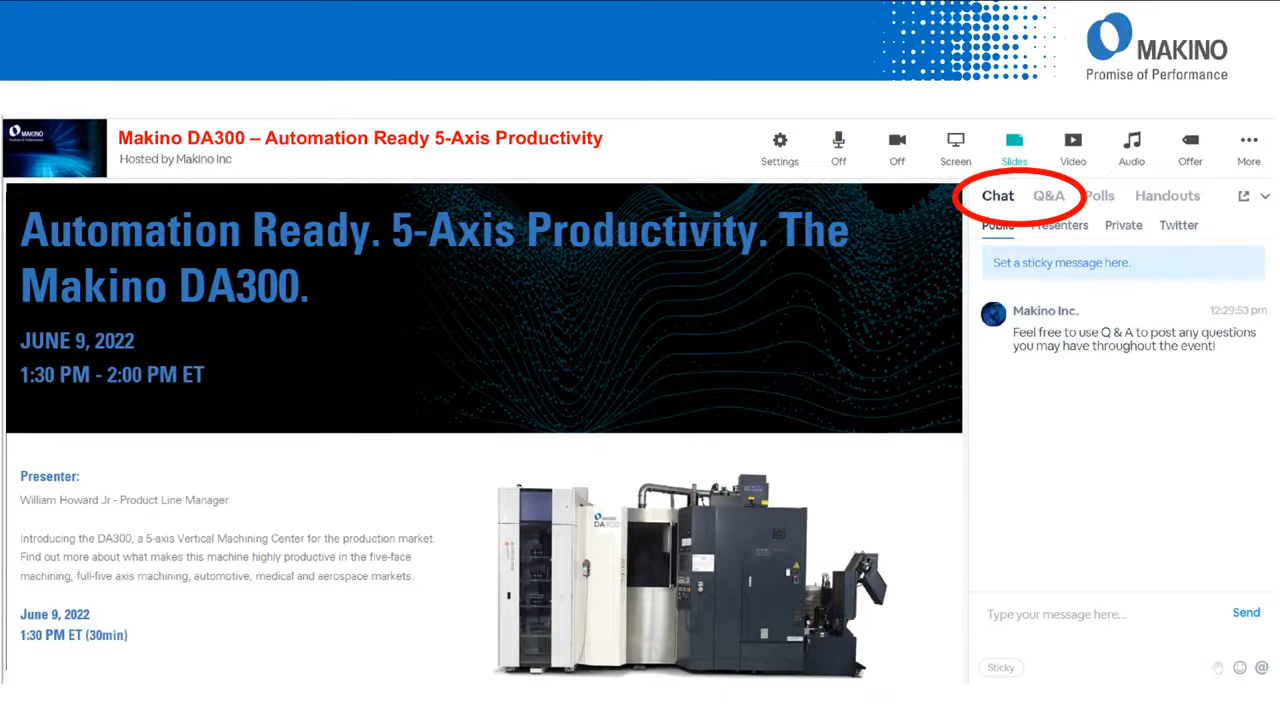 MAKINO
Promise of Performance
MAKINO
Makino DA300 – Automation Ready 5-Axis Productivity
Hosted by Makino Inc
Settings
Off
Off
Screen
Slides
Video
Audio
Offer
More
Chat
Q&A
Polls
Handouts
Public
Presenters
Private
Twitter
Set a sticky message here.
Makino Inc.
12:29:53 pm
Feel free to use Q & A to post any questions
you may have throughout the event!
Automation Ready. 5-Axis Productivity. The
Makino DA300.
JUNE 9, 2022
1:30 PM - 2:00 PM ET
Presenter:
William Howard Jr - Product Line Manager
Introducing the DA300, a 5-axis Vertical Machining Center for the production market.
Find out more about what makes this machine highly productive in the five-face
machining, full-five axis machining, automotive, medical and aerospace markets.
June 9, 2022
1:30 PM ET (30min)
DA300
Type your message here...
Send
Sticky